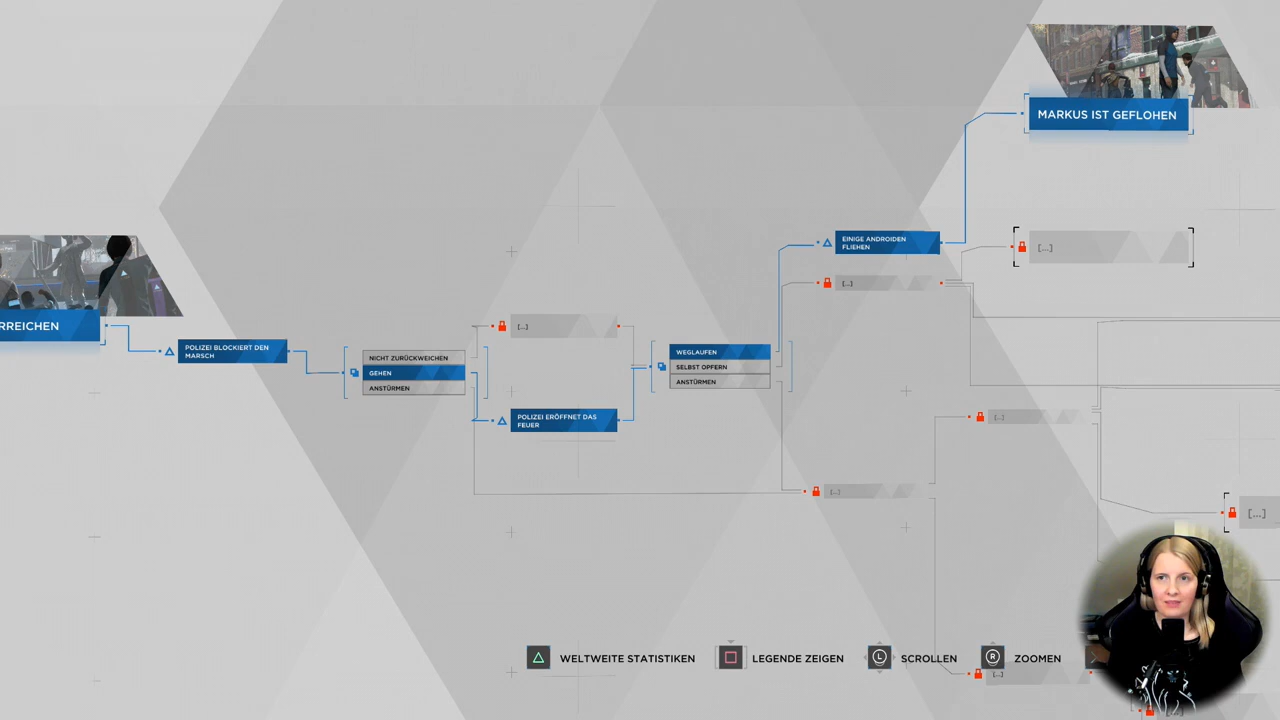 MARKUS IST GEFLOHEN
EINIGE ANDROIDEN
FLIEHEN
[...]
[...]
RREICHEN
POLIZEI BLOCKIERT DEN
MARSCH
NICHT ZURÜCKWEICHEN
GEHEN
ANSTÜRMEN
[...]
POLIZEI ERÖFFNET DAS
FEUER
WEGLAUFEN
SELBST OPFERN
ANSTÜRMEN
[...]
[...]
[...]
[...]
WELTWEITE STATISTIKEN
LEGENDE ZEIGEN
L SCROLLEN
R ZOOMEN